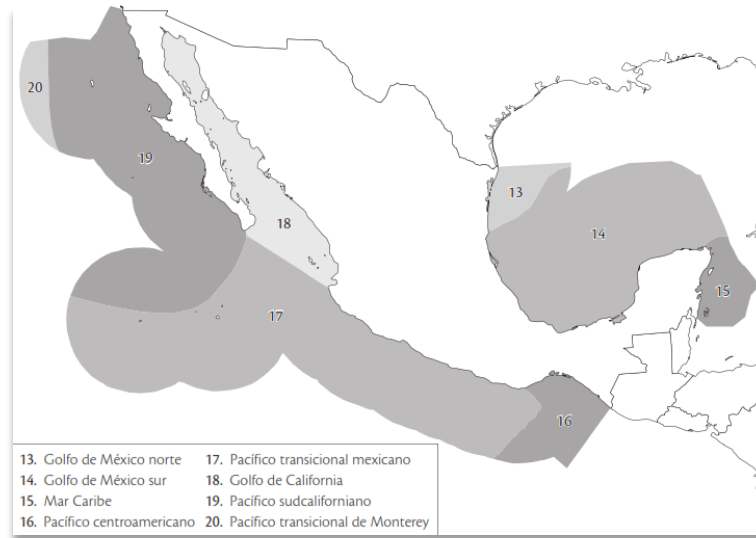 20
19
18
13
14
15
17
16
13. Golfo de México norte
14. Golfo de México sur
15. Mar Caribe
16. Pacífico centroamericano
17. Pacífico transicional mexicano
18. Golfo de California
19. Pacífico sudcaliforniano
20. Pacífico transicional de Monterey